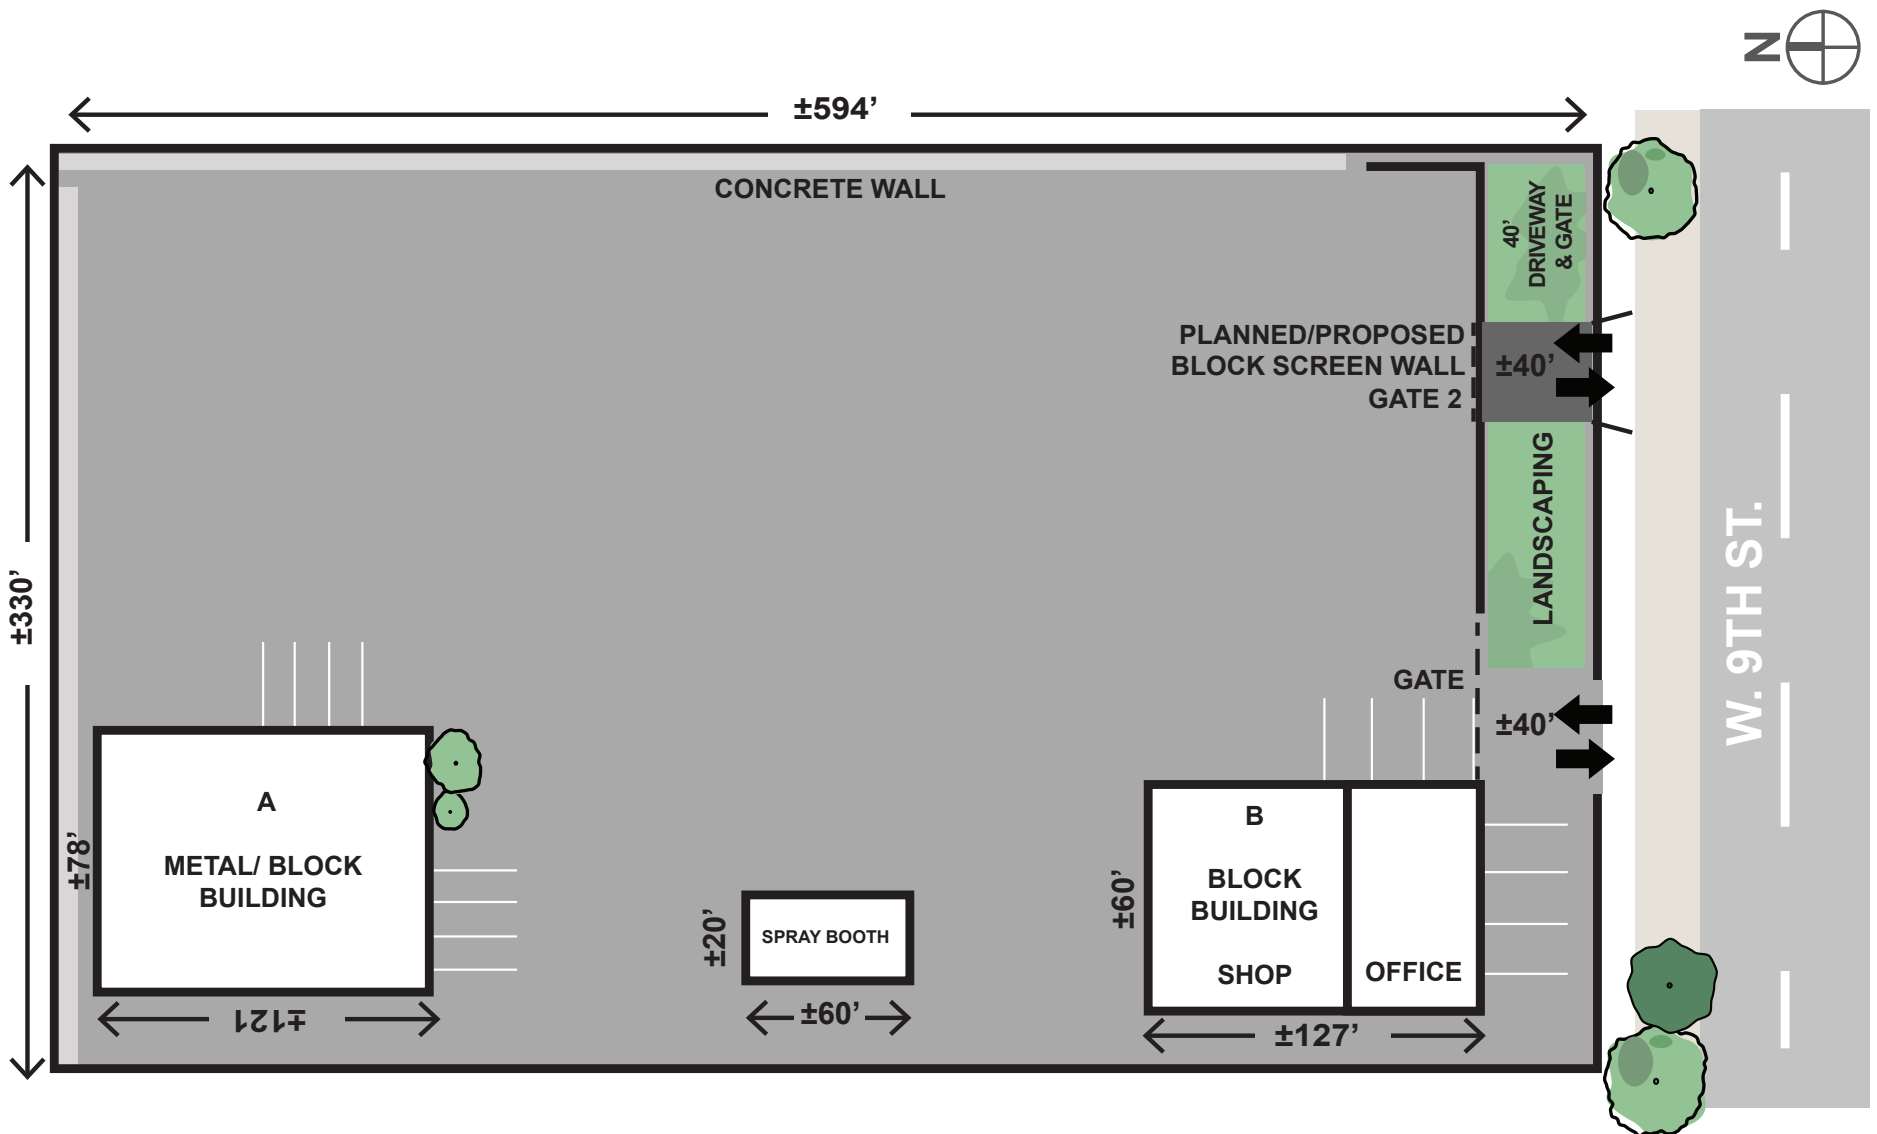 N
±594’
CONCRETE WALL
40’
DRIVEWAY
& GATE
PLANNED/PROPOSED
BLOCK SCREEN WALL
GATE 2
±40’
LANDSCAPING
W. 9TH ST.
±330’
GATE
±40’
A
METAL/ BLOCK
BUILDING
±78’
±121
SPRAY BOOTH
±20’
±60’
B
BLOCK
BUILDING
SHOP
OFFICE
±60’
±127’